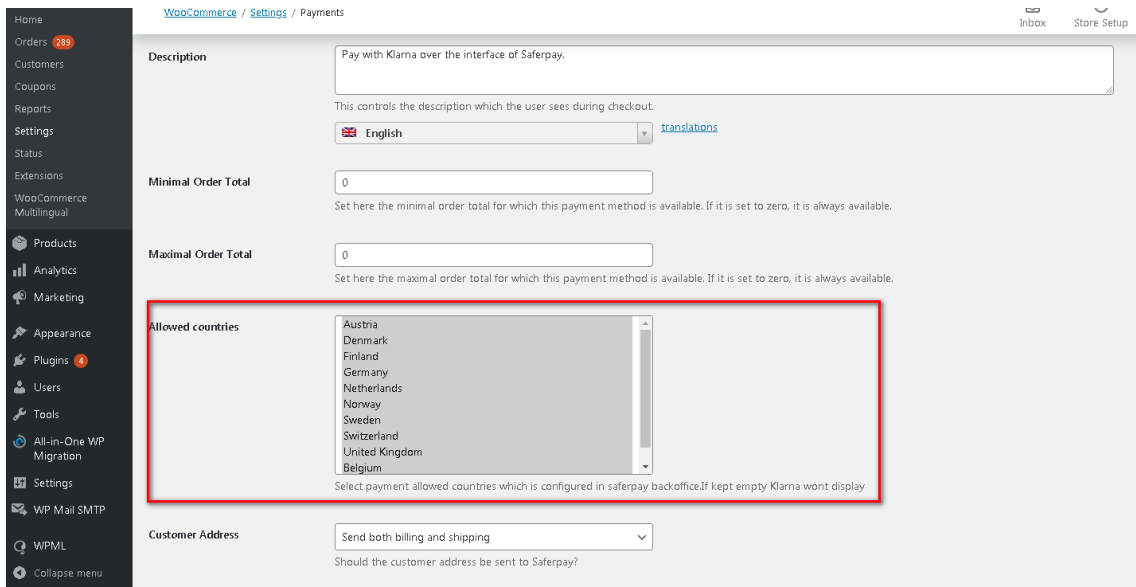 Home
Orders 289
Customers
Coupons
Reports
Settings
Status
Extensions
WooCommerce
Multilingual
Products
Analytics
Marketing
Appearance
Plugins 4
Users
Tools
All-in-One WP
Migration
Settings
WP Mail SMTP
WPML
Collapse menu
WooCommerce / Settings / Payments
Inbox
Store Setup
Description
Pay with Klarna over the interface of Saferpay.
This controls the description which the user sees during checkout.
English
translations
Minimal Order Total
0
Set here the minimal order total for which this payment method is available. If it is set to zero, it is always available.
Maximal Order Total
0
Set here the maximal order total for which this payment method is available. If it is set to zero, it is always available.
Allowed countries
Austria
Denmark
Finland
Germany
Netherlands
Norway
Sweden
Switzerland
United Kingdom
Belgium
Select payment allowed countries which is configured in saferpay backoffice.If kept empty Klarna wont display
Customer Address
Send both billing and shipping
Should the customer address be sent to Saferpay?